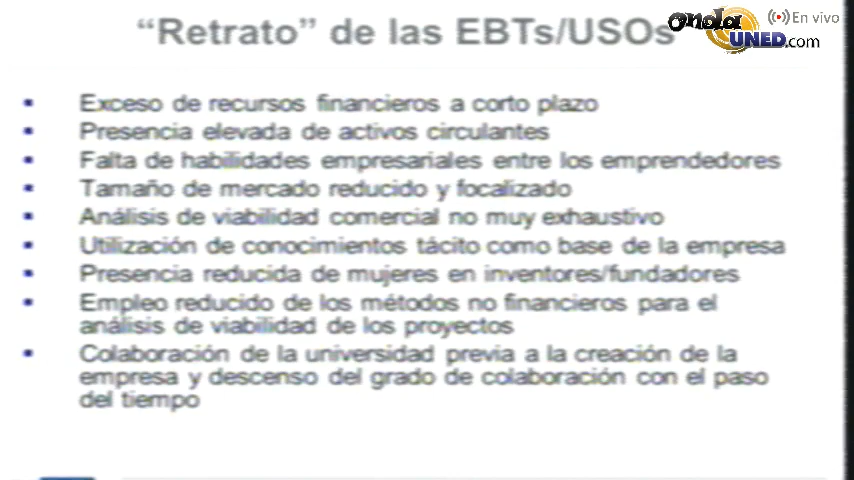 “Retrato” de las EBTs/USOs
onda UNED.com
En vivo
Exceso de recursos financieros a corto plazo
Presencia elevada de activos circulantes
Falta de habilidades empresariales entre los emprendedores
Tamaño de mercado reducido y focalizado
Análisis de viabilidad comercial no muy exhaustivo
Utilización de conocimientos tácito como base de la empresa
Presencia reducida de mujeres en inventores/fundadores
Empleo reducido de los métodos no financieros para el
análisis de viabilidad de los proyectos
Colaboración de la universidad previa a la creación de la
empresa y descenso del grado de colaboración con el paso
del tiempo